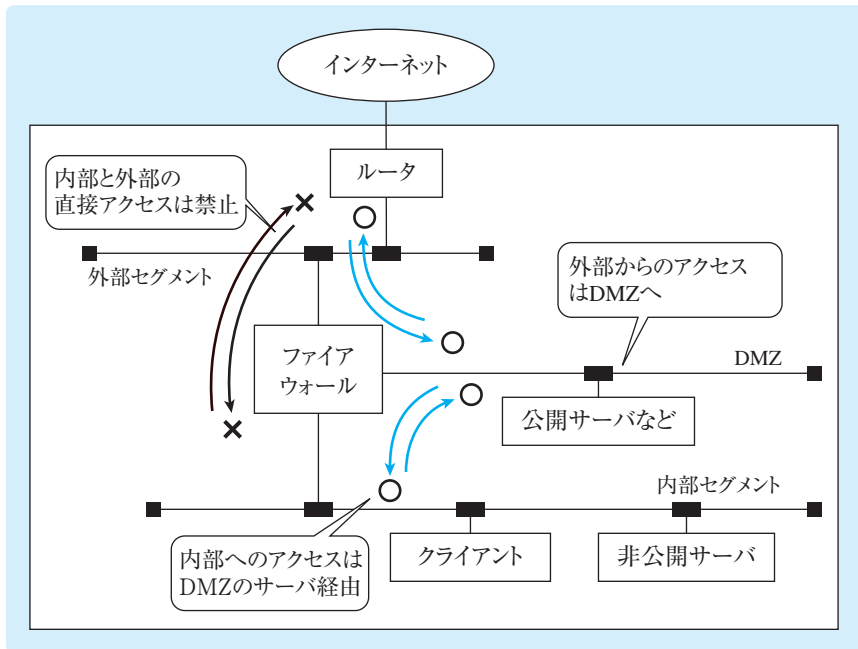 インターネット
ルータ
内部と外部の
直接アクセスは禁止
外部セグメント
外部からのアクセス
はDMZへ
ファイア
ウォール
DMZ
公開サーバなど
内部セグメント
内部へのアクセスは
DMZのサーバ経由
クライアント
非公開サーバ